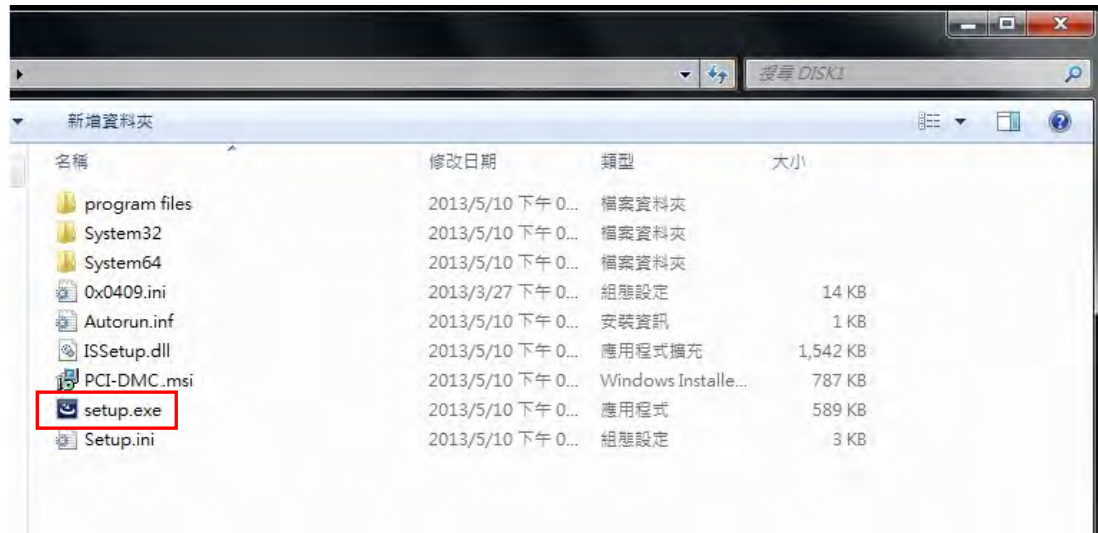 搜尋 DISK1
新增資料夾
名稱 修改日期 類型 大小
program files 2013/5/10 下午 0... 檔案資料夾
System32 2013/5/10 下午 0... 檔案資料夾
System64 2013/5/10 下午 0... 檔案資料夾
0x0409.ini 2013/3/27 下午 0... 組態設定 14 KB
Autorun.inf 2013/5/10 下午 0... 安裝資訊 1 KB
ISSetup.dll 2013/5/10 下午 0... 應用程式擴充 1,542 KB
PCI-DMC.msi 2013/5/10 下午 0... Windows Installe... 787 KB
setup.exe 2013/5/10 下午 0... 應用程式 589 KB
Setup.ini 2013/5/10 下午 0... 組態設定 3 KB